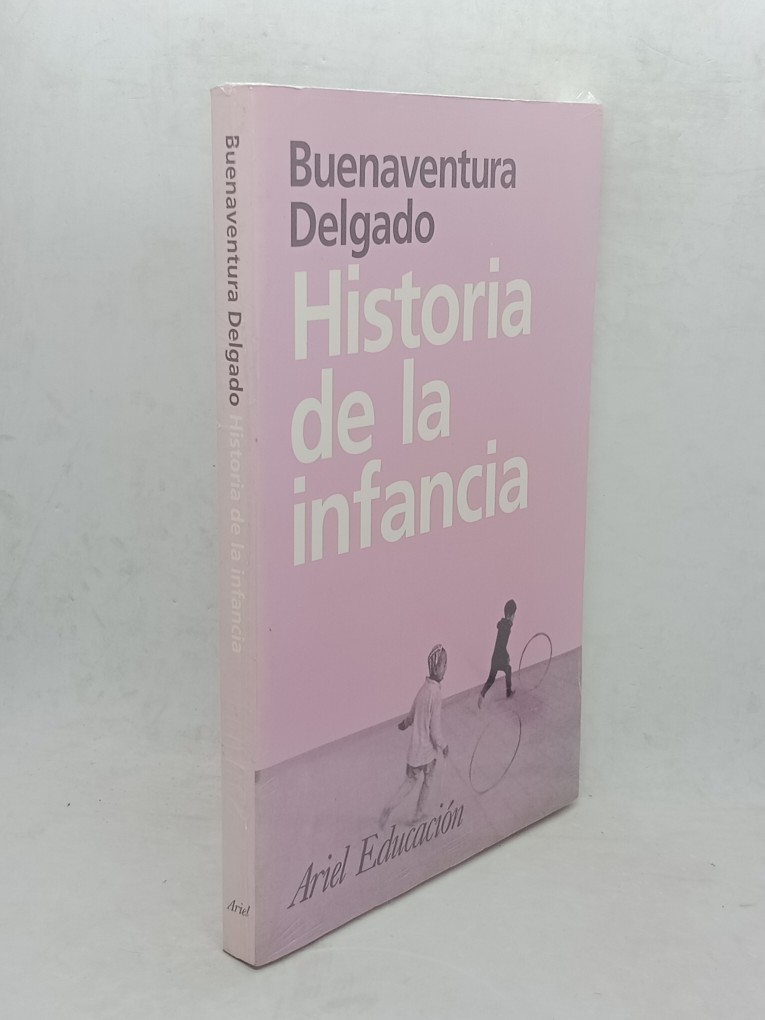 Buenaventura Delgado Historia de la infancia
Ariel
Buenaventura
Delgado
Historia
de la
infancia
Ariel Educación